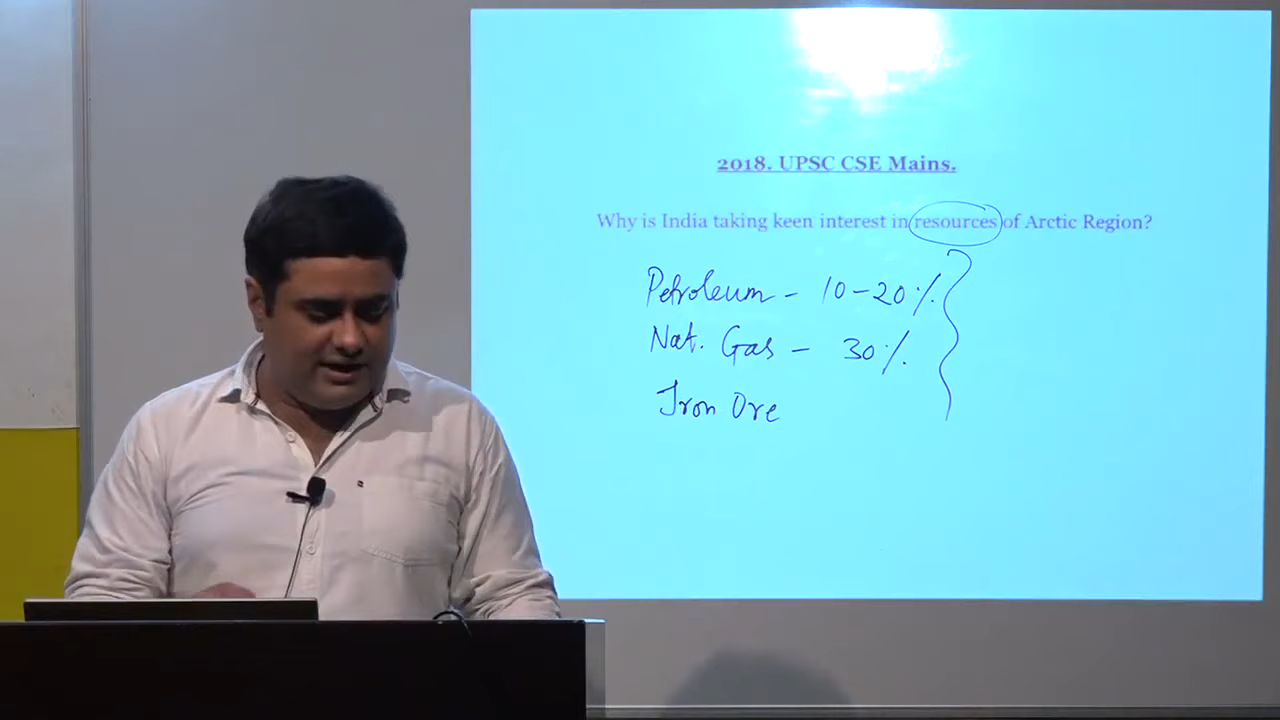 2018. UPSC CSE Mains.
Why is India taking keen interest in resources of Arctic Region?
Petroleum - 10-20%
Nat. Gas - 30%
Iron Ore